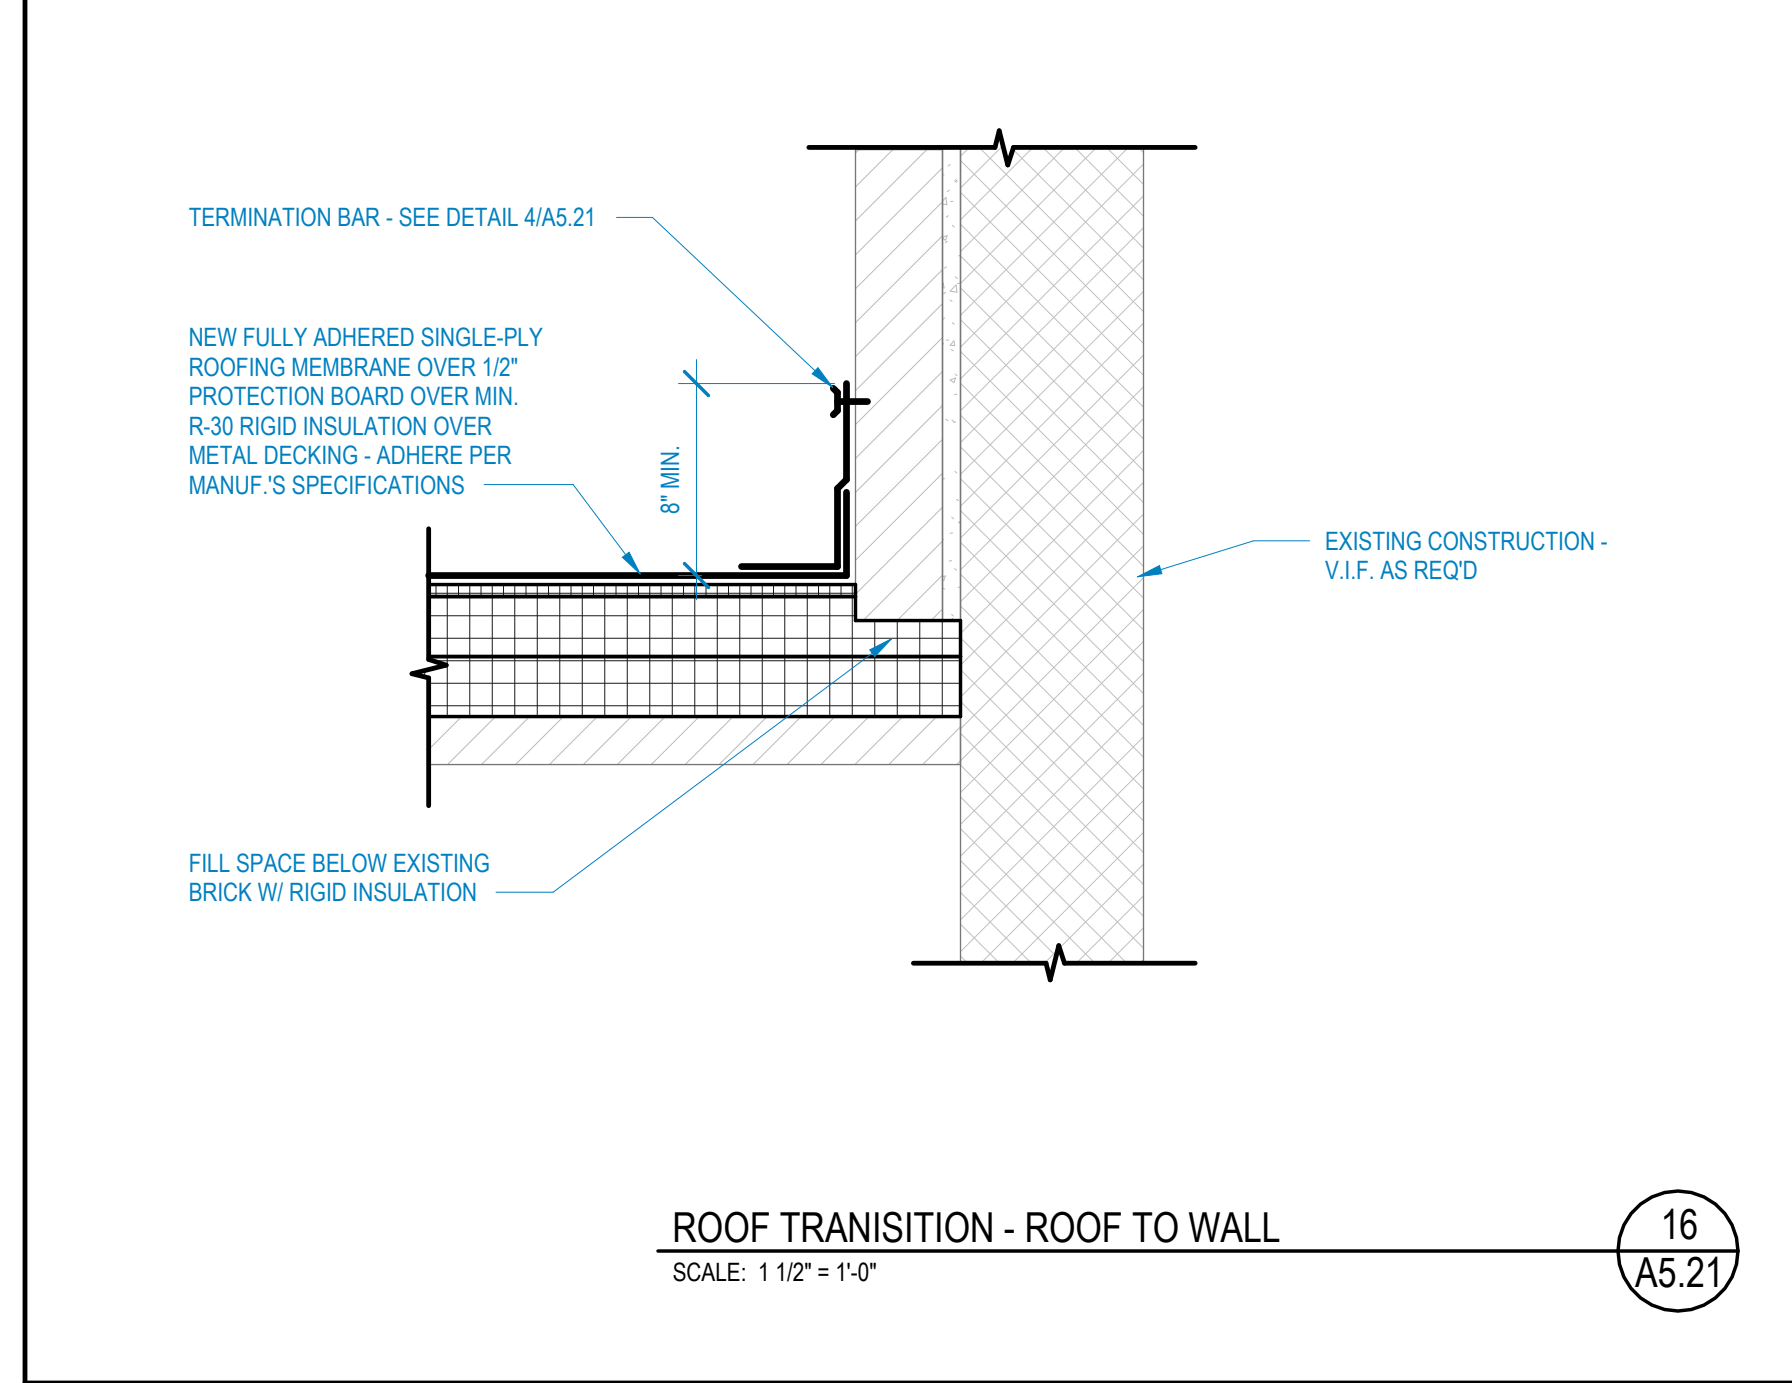 TERMINATION BAR - SEE DETAIL 4/A5.21
NEW FULLY ADHERED SINGLE-PLY
ROOFING MEMBRANE OVER 1/2"
PROTECTION BOARD OVER MIN.
R-30 RIGID INSULATION OVER
METAL DECKING - ADHERE PER
MANUF.'S SPECIFICATIONS
8" MIN.
EXISTING CONSTRUCTION -
V.I.F. AS REQ'D
FILL SPACE BELOW EXISTING
BRICK W/ RIGID INSULATION
ROOF TRANISITION - ROOF TO WALL
SCALE: 1 1/2" = 1'-0"
16
A5.21